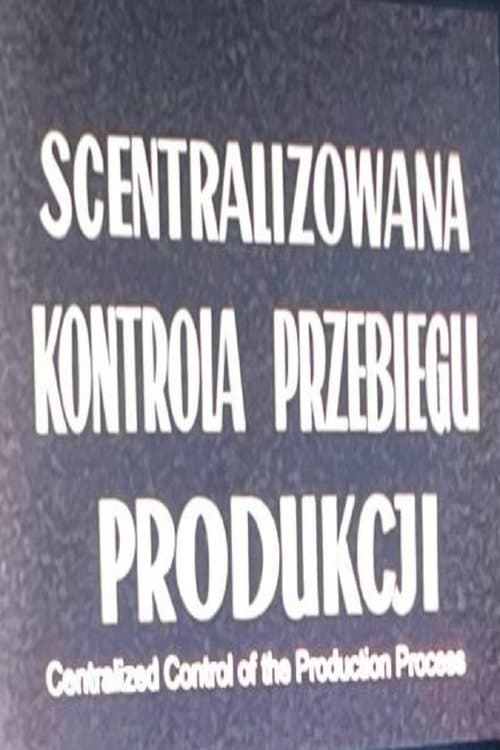 SCENTRALIZOWANA
KONTROLA PRZEBIEGU
PRODUKCJI
Centralized Control of the Production Process